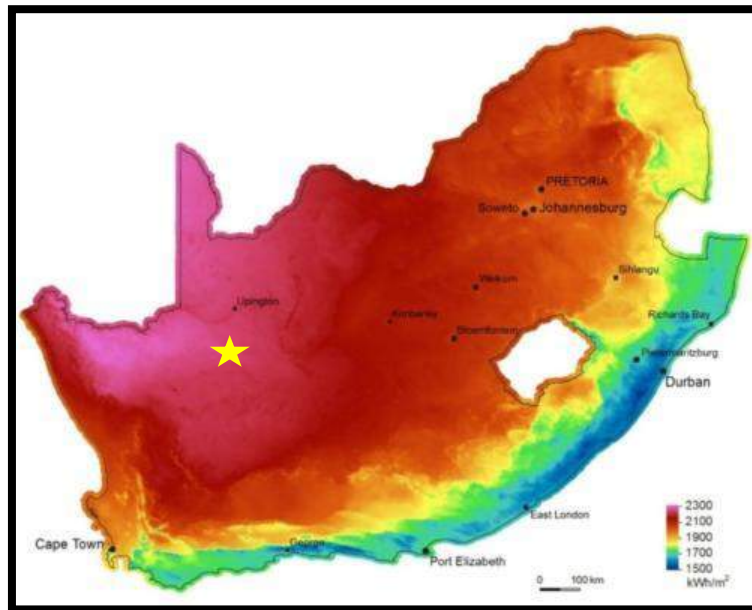 PRETORIA
Soweto
Johannesburg
Sihlangu
Welkom
Upington
Kimberley
Richards Bay
Bloemfontein
Pietermaritzburg
Durban
East London
2300
2100
1900
1700
1500
kWh/m²
Cape Town
George
Port Elizabeth
0 100 km